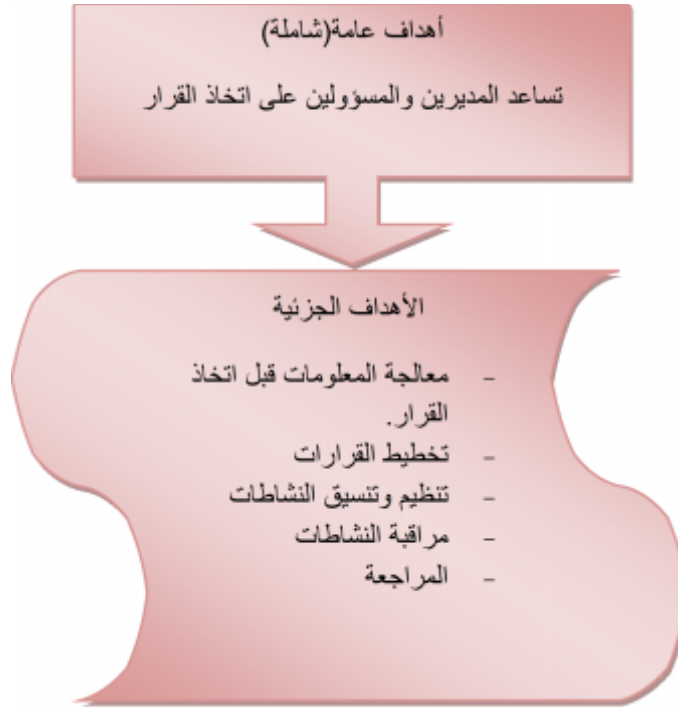 أهداف عامة(شاملة)
تساعد المديرين والمسؤولين على اتخاذ القرار
الأهداف الجزئية
- معالجة المعلومات قبل اتخاذ
القرار.
- تخطيط القرارات
- تنظيم وتنسيق النشاطات
- مراقبة النشاطات
- المراجعة